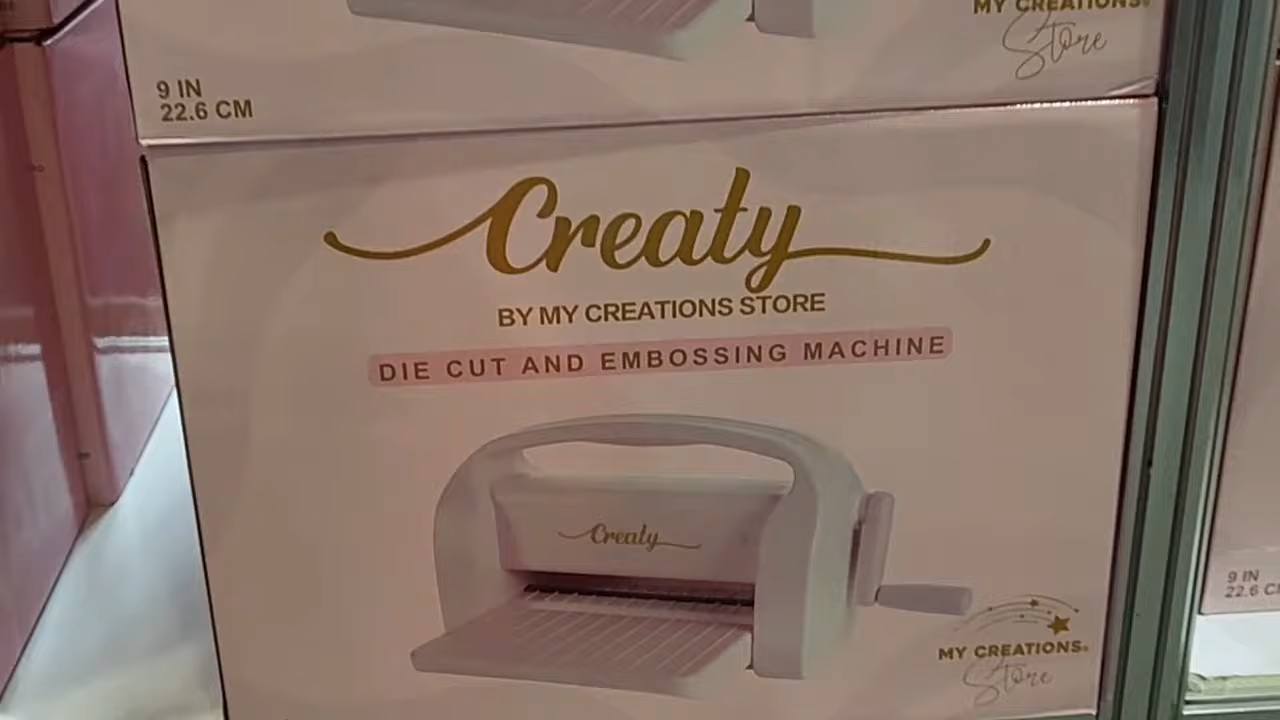 MY CREATIONS
Store
9 IN
22.6 CM
Creaty
BY MY CREATIONS STORE
DIE CUT AND EMBOSSING MACHINE
Creaty
MY CREATIONS
Store
9 IN
22.6